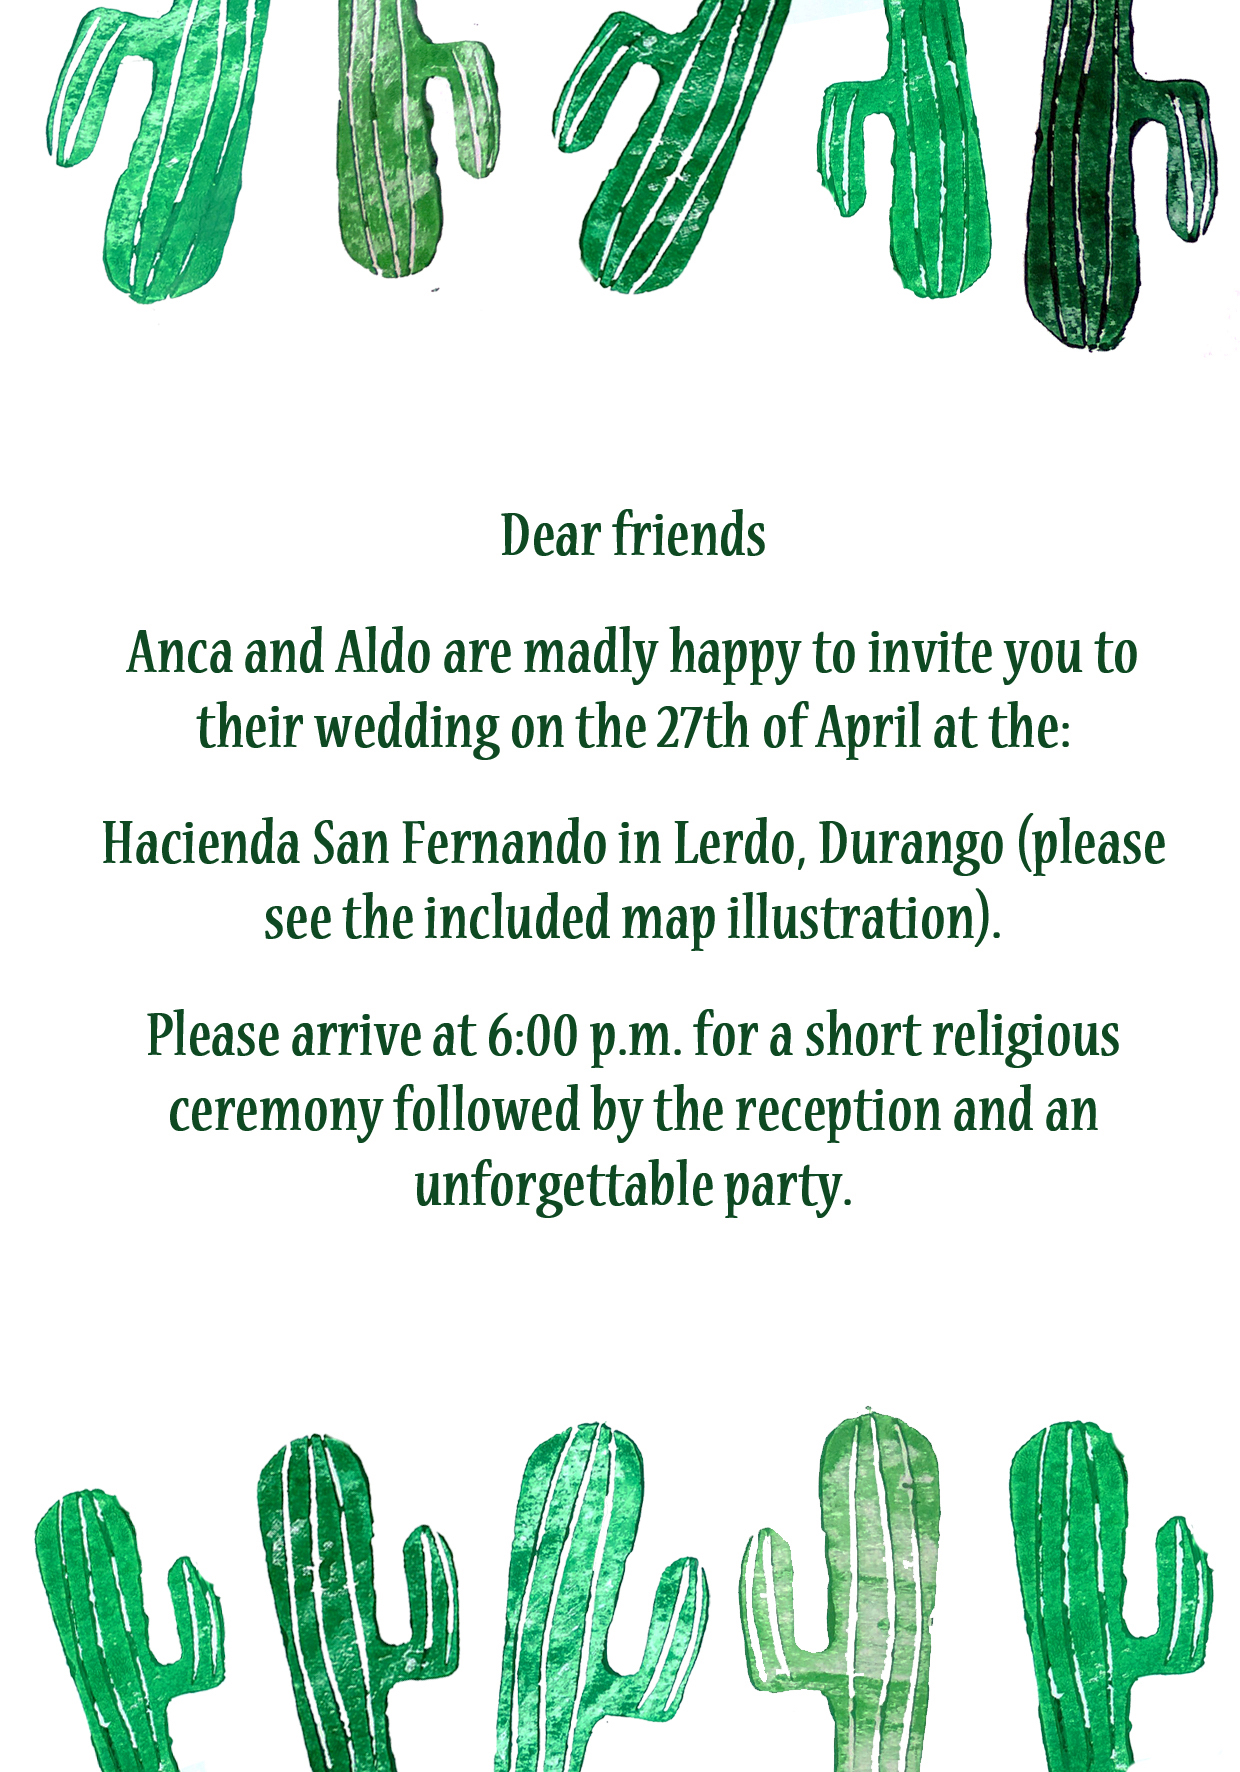 Dear friends
Anca and Aldo are madly happy to invite you to
their wedding on the 27th of April at the:
Hacienda San Fernando in Lerdo, Durango (please
see the included map illustration).
Please arrive at 6:00 p.m. for a short religious
ceremony followed by the reception and an
unforgettable party.